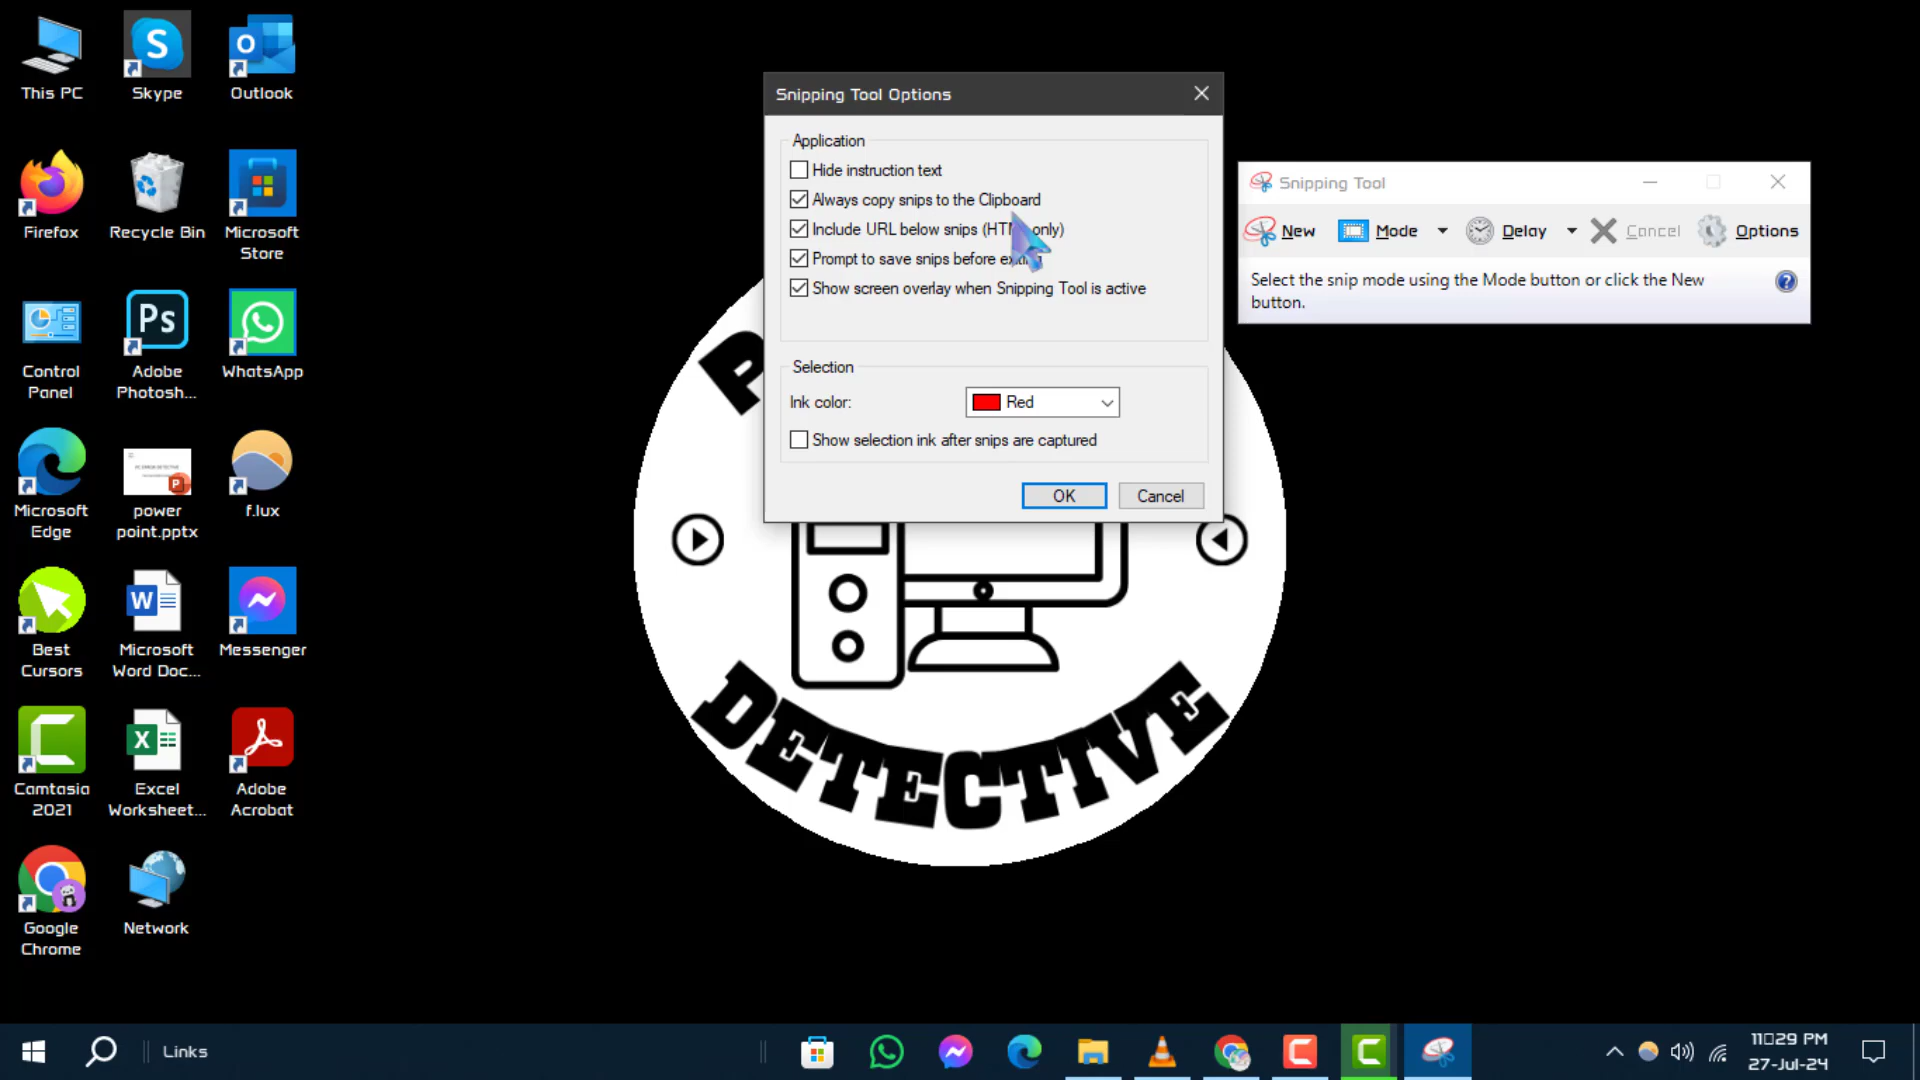 This PC
Skype
Outlook
Firefox
Recycle Bin
Microsoft
Store
Control
Panel
Adobe
Photosh...
WhatsApp
Microsoft
Edge
power
point.pptx
f.lux
Best
Cursors
Microsoft
Word Doc...
Messenger
Camtasia
2021
Excel
Worksheet...
Adobe
Acrobat
Google
Chrome
Network
Snipping Tool Options
Application
Hide instruction text
Always copy snips to the Clipboard
Include URL below snips (HTM only)
Prompt to save snips before
Show screen overlay when Snipping Tool is active
Selection
Ink color:
Red
Show selection ink after snips are captured
OK
Cancel
Snipping Tool
New
Mode
Delay
Cancel
Options
Select the snip mode using the Mode button or click the New
button.
P
DETECTIVE
Links
11:29 PM
27-Jul-24